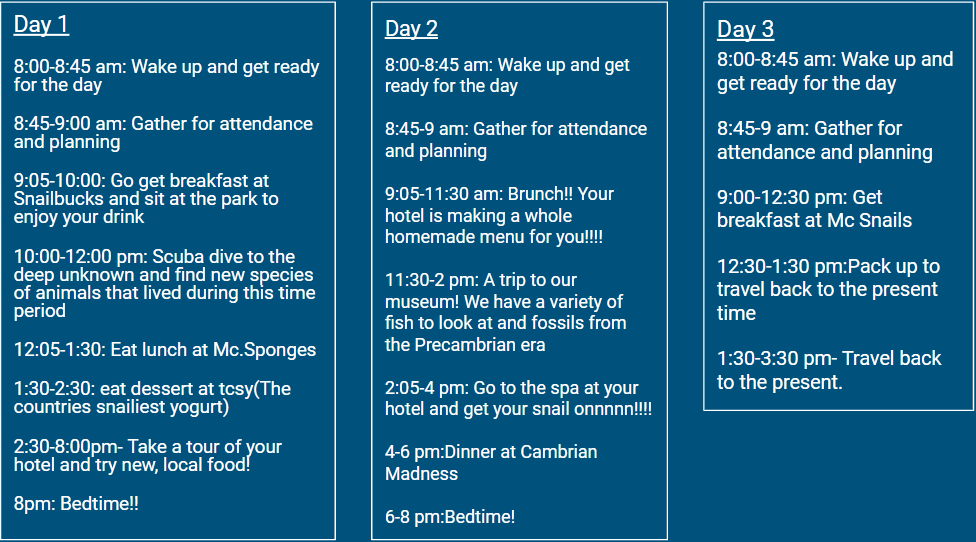 Day 1
8:00-8:45 am: Wake up and get ready
for the day
8:45-9:00 am: Gather for attendance
and planning
9:05-10:00: Go get breakfast at
Snailbucks and sit at the park to
enjoy your drink
10:00-12:00 pm: Scuba dive to the
deep unknown and find new species
of animals that lived during this time
period
12:05-1:30: Eat lunch at Mc.Sponges
1:30-2:30: eat dessert at tcsy(The
countries snailiest yogurt)
2:30-8:00pm- Take a tour of your
hotel and try new, local food!
8pm: Bedtime!!
Day 2
8:00-8:45 am: Wake up and get
ready for the day
8:45-9 am: Gather for attendance
and planning
9:05-11:30 am: Brunch!! Your
hotel is making a whole
homemade menu for you!!!!
11:30-2 pm: A trip to our
museum! We have a variety of
fish to look at and fossils from
the Precambrian era
2:05-4 pm: Go to the spa at your
hotel and get your snail onnnnn!!!!
4-6 pm:Dinner at Cambrian
Madness
6-8 pm:Bedtime!
Day 3
8:00-8:45 am: Wake up and
get ready for the day
8:45-9 am: Gather for
attendance and planning
9:00-12:30 pm: Get
breakfast at Mc Snails
12:30-1:30 pm:Pack up to
travel back to the present
time
1:30-3:30 pm- Travel back
to the present.